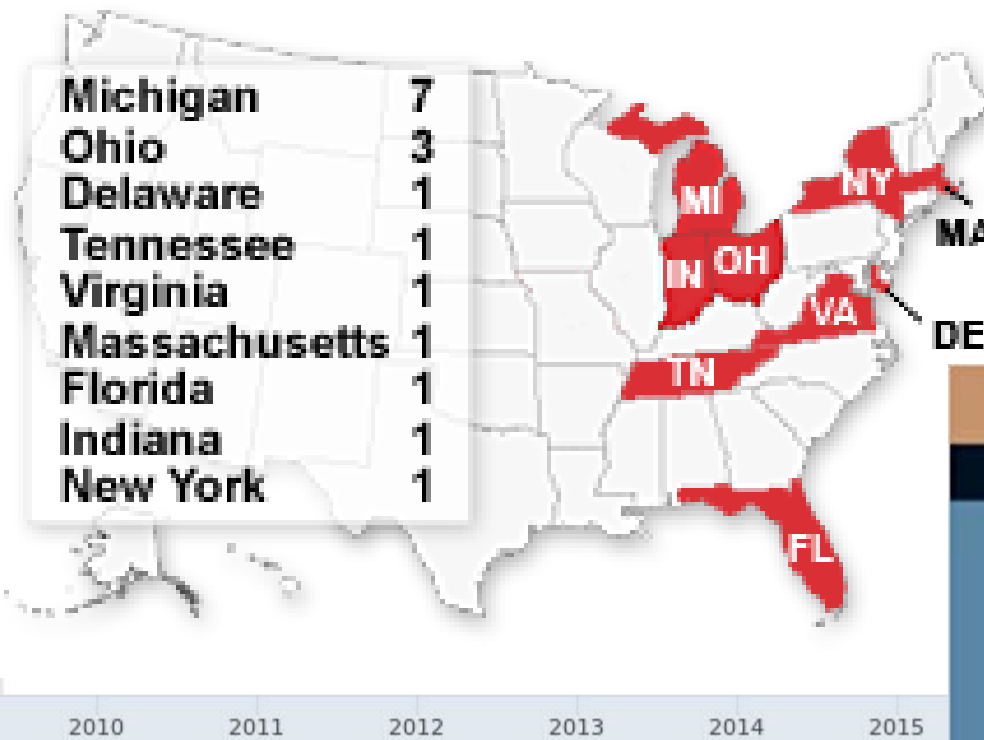 Michigan 7
Ohio 3
Delaware 1
Tennessee 1
Virginia 1
Massachusetts 1
Florida 1
Indiana 1
New York 1
MI
NY
MA
IN OH
VA
DE
TN
FL
2010 2011 2012 2013 2014 2015